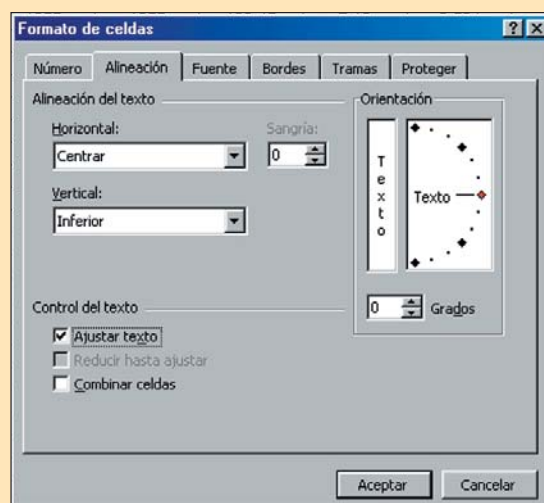 Formato de celdas
Número Alineación Fuente Bordes Tramas Proteger
Alineación del texto
Horizontal:
Sangría:
Centrar
0
Vertical:
Inferior
Orientación
Texto
Texto
0 Grados
Control del texto
Ajustar texto
Reducir hasta ajustar
Combinar celdas
Aceptar
Cancelar